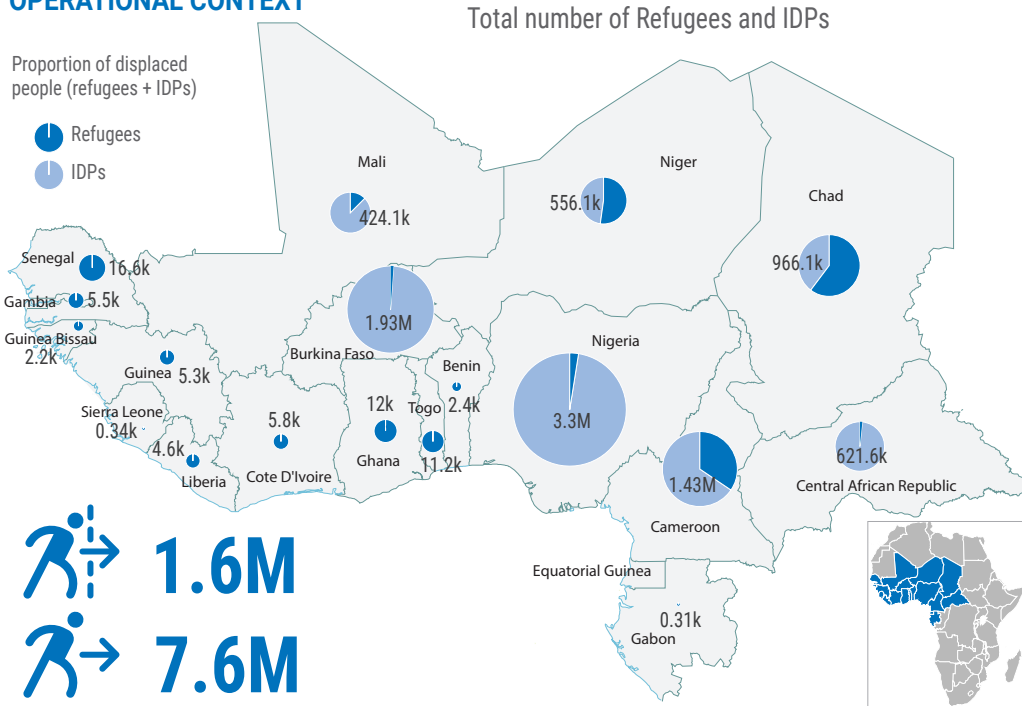 OPERATIONAL CONTEXT
Total number of Refugees and IDPs
Proportion of displaced
people (refugees + IDPs)
Refugees
IDPs
Mali
424.1k
Niger
556.1k
Chad
966.1k
Senegal
16.6k
Gambia
5.5k
Guinea Bissau
2.2k
Guinea
5.3k
Sierra Leone
0.34k
4.6k
Liberia
5.8k
Cote D'Ivoire
1.93M
Burkina Faso
12k
Ghana
Togo
11.2k
Benin
2.4k
Nigeria
3.3M
1.43M
Cameroon
621.6k
Central African Republic
Equatorial Guinea
0.31k
Gabon
1.6M
7.6M